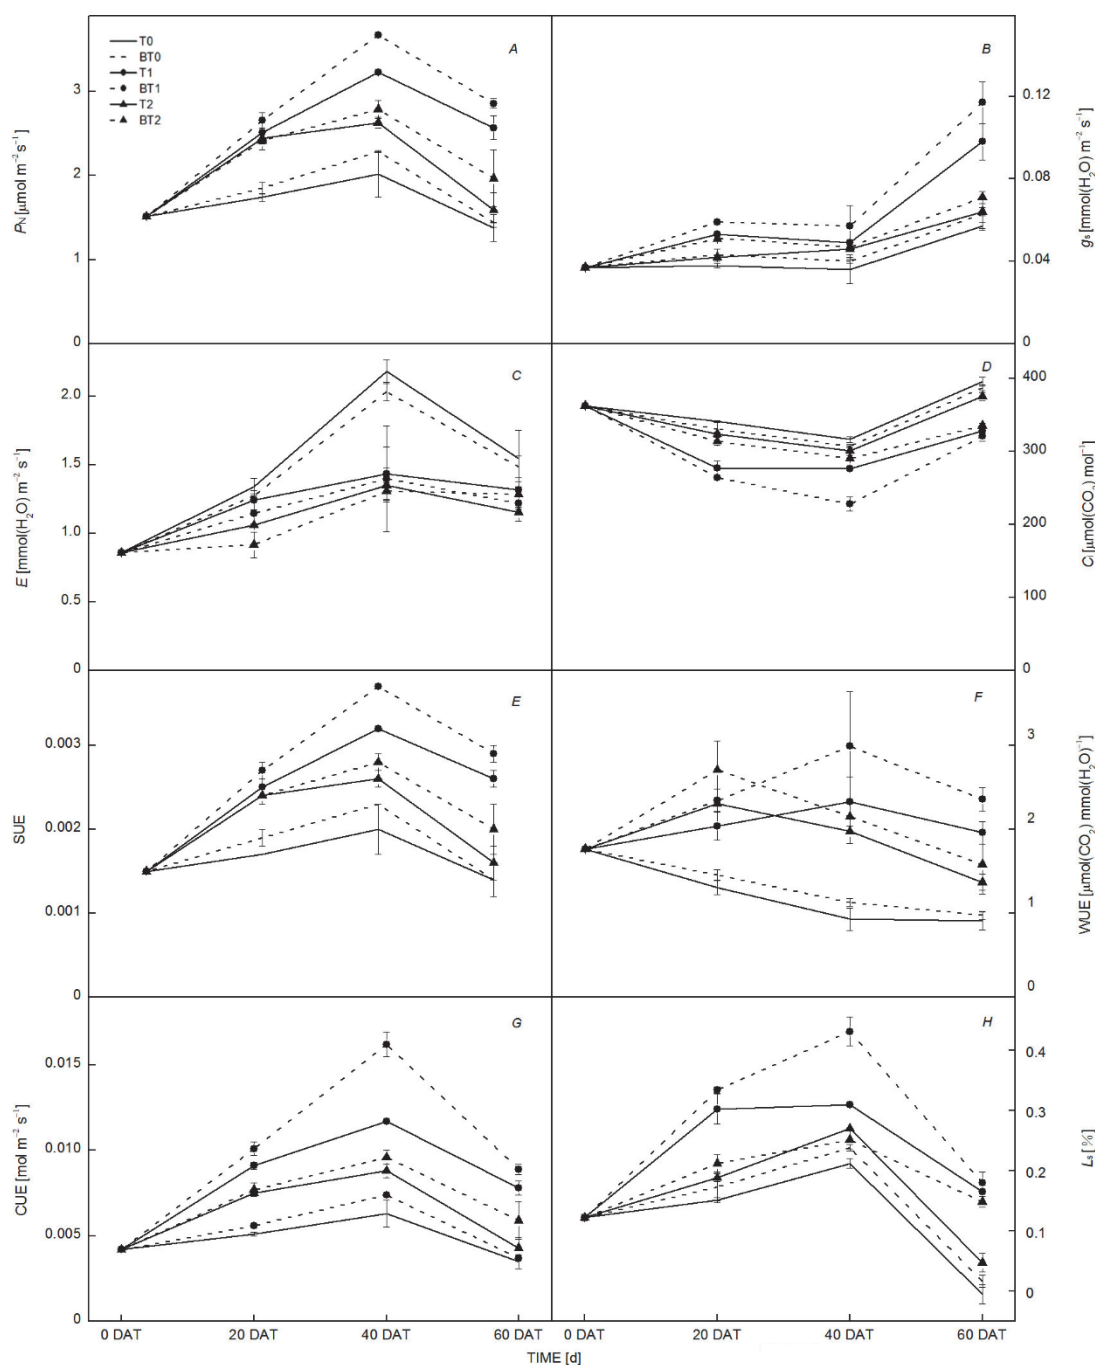 A
T0
BT0
T1
BT1
T2
BT2
3
2
1
0
P_N [μmol m⁻² s⁻¹]
B
0.12
0.08
0.04
0
g_s [mmol(H₂O) m⁻² s⁻¹]
C
2.0
1.5
1.0
0.5
0
E [mmol(H₂O) m⁻² s⁻¹]
D
400
300
200
100
0
C_i [μmol(CO₂) mol⁻¹]
E
0.003
0.002
0.001
0
SUE
F
3
2
1
0
WUE [μmol(CO₂) mmol(H₂O)⁻¹]
G
0.015
0.010
0.005
0
CUE [mol m⁻² s⁻¹]
H
0.4
0.3
0.2
0.1
0
L_s [%]
0 DAT 20 DAT 40 DAT 60 DAT 0 DAT 20 DAT 40 DAT 60 DAT
TIME [d]